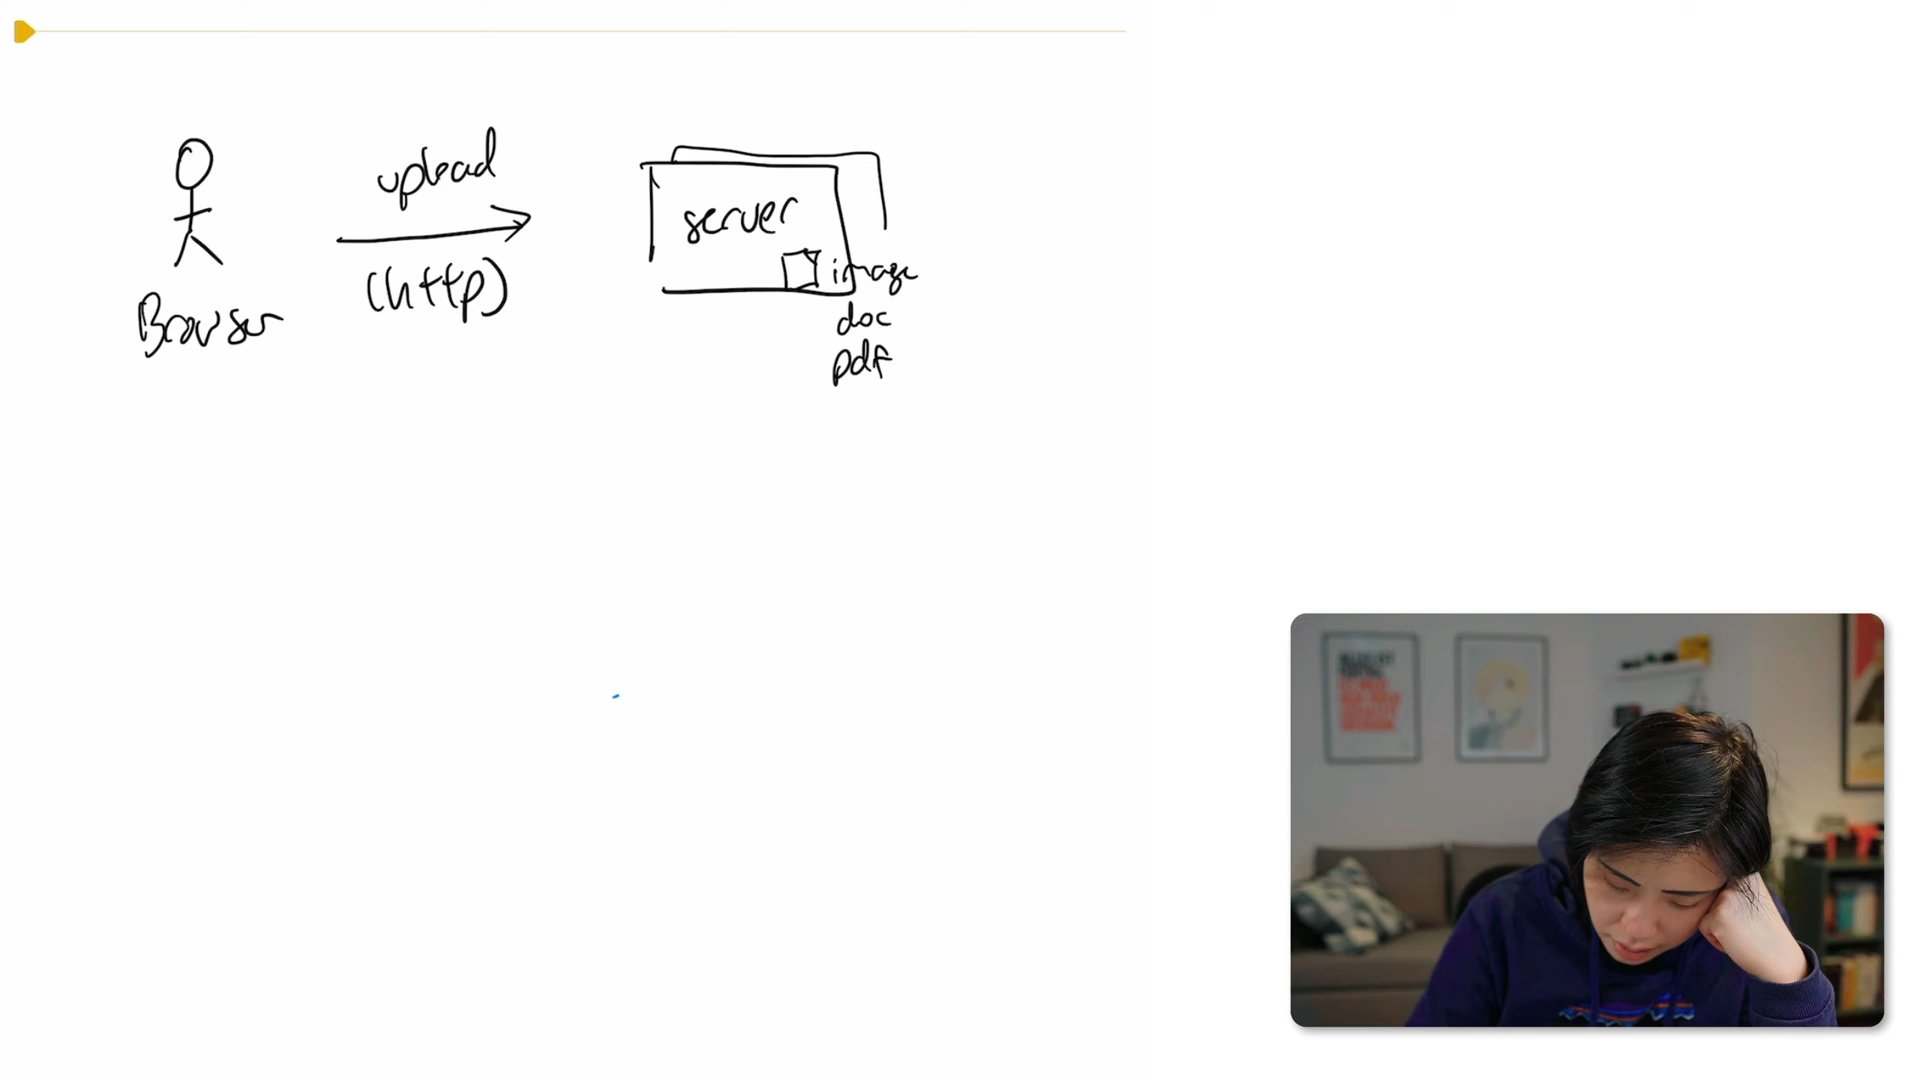 upload
(http)
Browser
server
image
doc
pdf